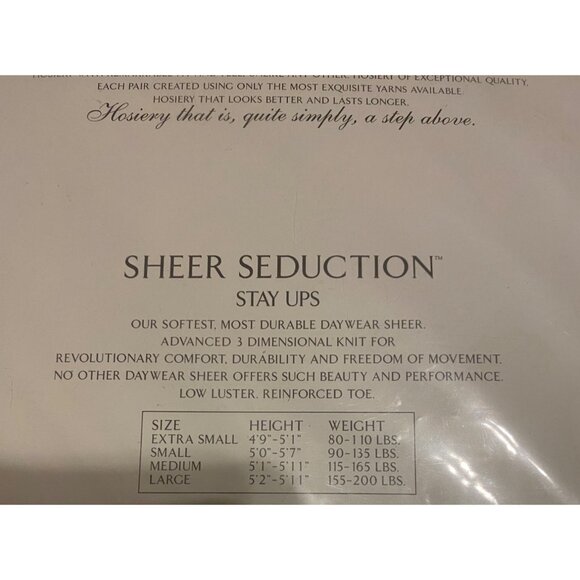 OF EXCEPTIONAL QUALITY.
EACH PAIR CREATED USING ONLY THE MOST EXQUISITE YARNS AVAILABLE.
HOSIERY THAT LOOKS BETTER AND LASTS LONGER.
Hosiery that is, quite simply, a step above.
SHEER SEDUCTION™
STAY UPS
OUR SOFTEST, MOST DURABLE DAYWEAR SHEER.
ADVANCED 3 DIMENSIONAL KNIT FOR
REVOLUTIONARY COMFORT, DURABILITY AND FREEDOM OF MOVEMENT.
NO OTHER DAYWEAR SHEER OFFERS SUCH BEAUTY AND PERFORMANCE.
LOW LUSTER. REINFORCED TOE.
SIZE HEIGHT WEIGHT
EXTRA SMALL 4'9"-5'1" 80-110 LBS.
SMALL 5'0"-5'7" 90-135 LBS.
MEDIUM 5'1"-5'11" 115-165 LBS.
LARGE 5'2"-5'11" 155-200 LBS.